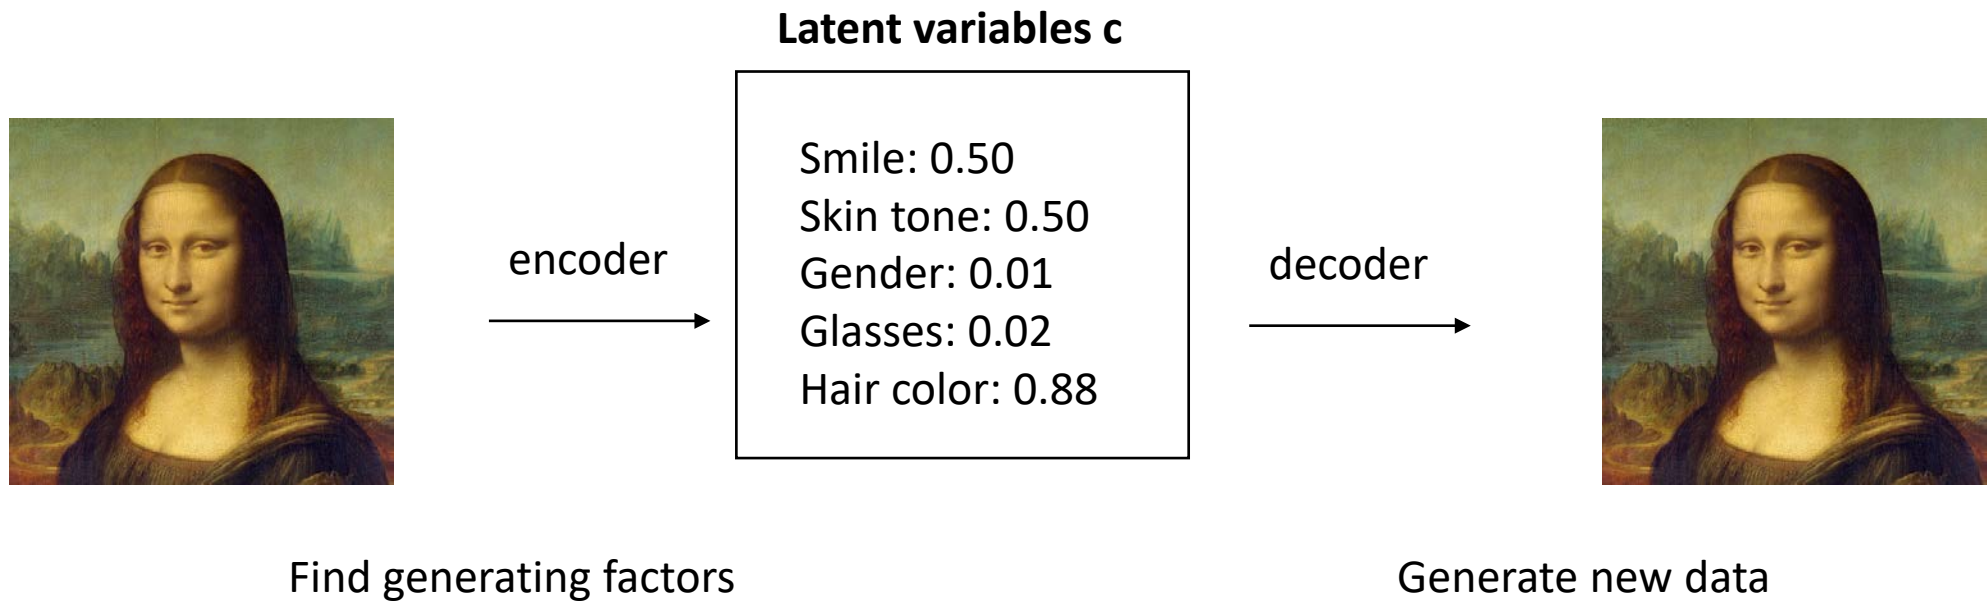 Latent variables c
Smile: 0.50
Skin tone: 0.50
Gender: 0.01
Glasses: 0.02
Hair color: 0.88
encoder
decoder
Find generating factors
Generate new data